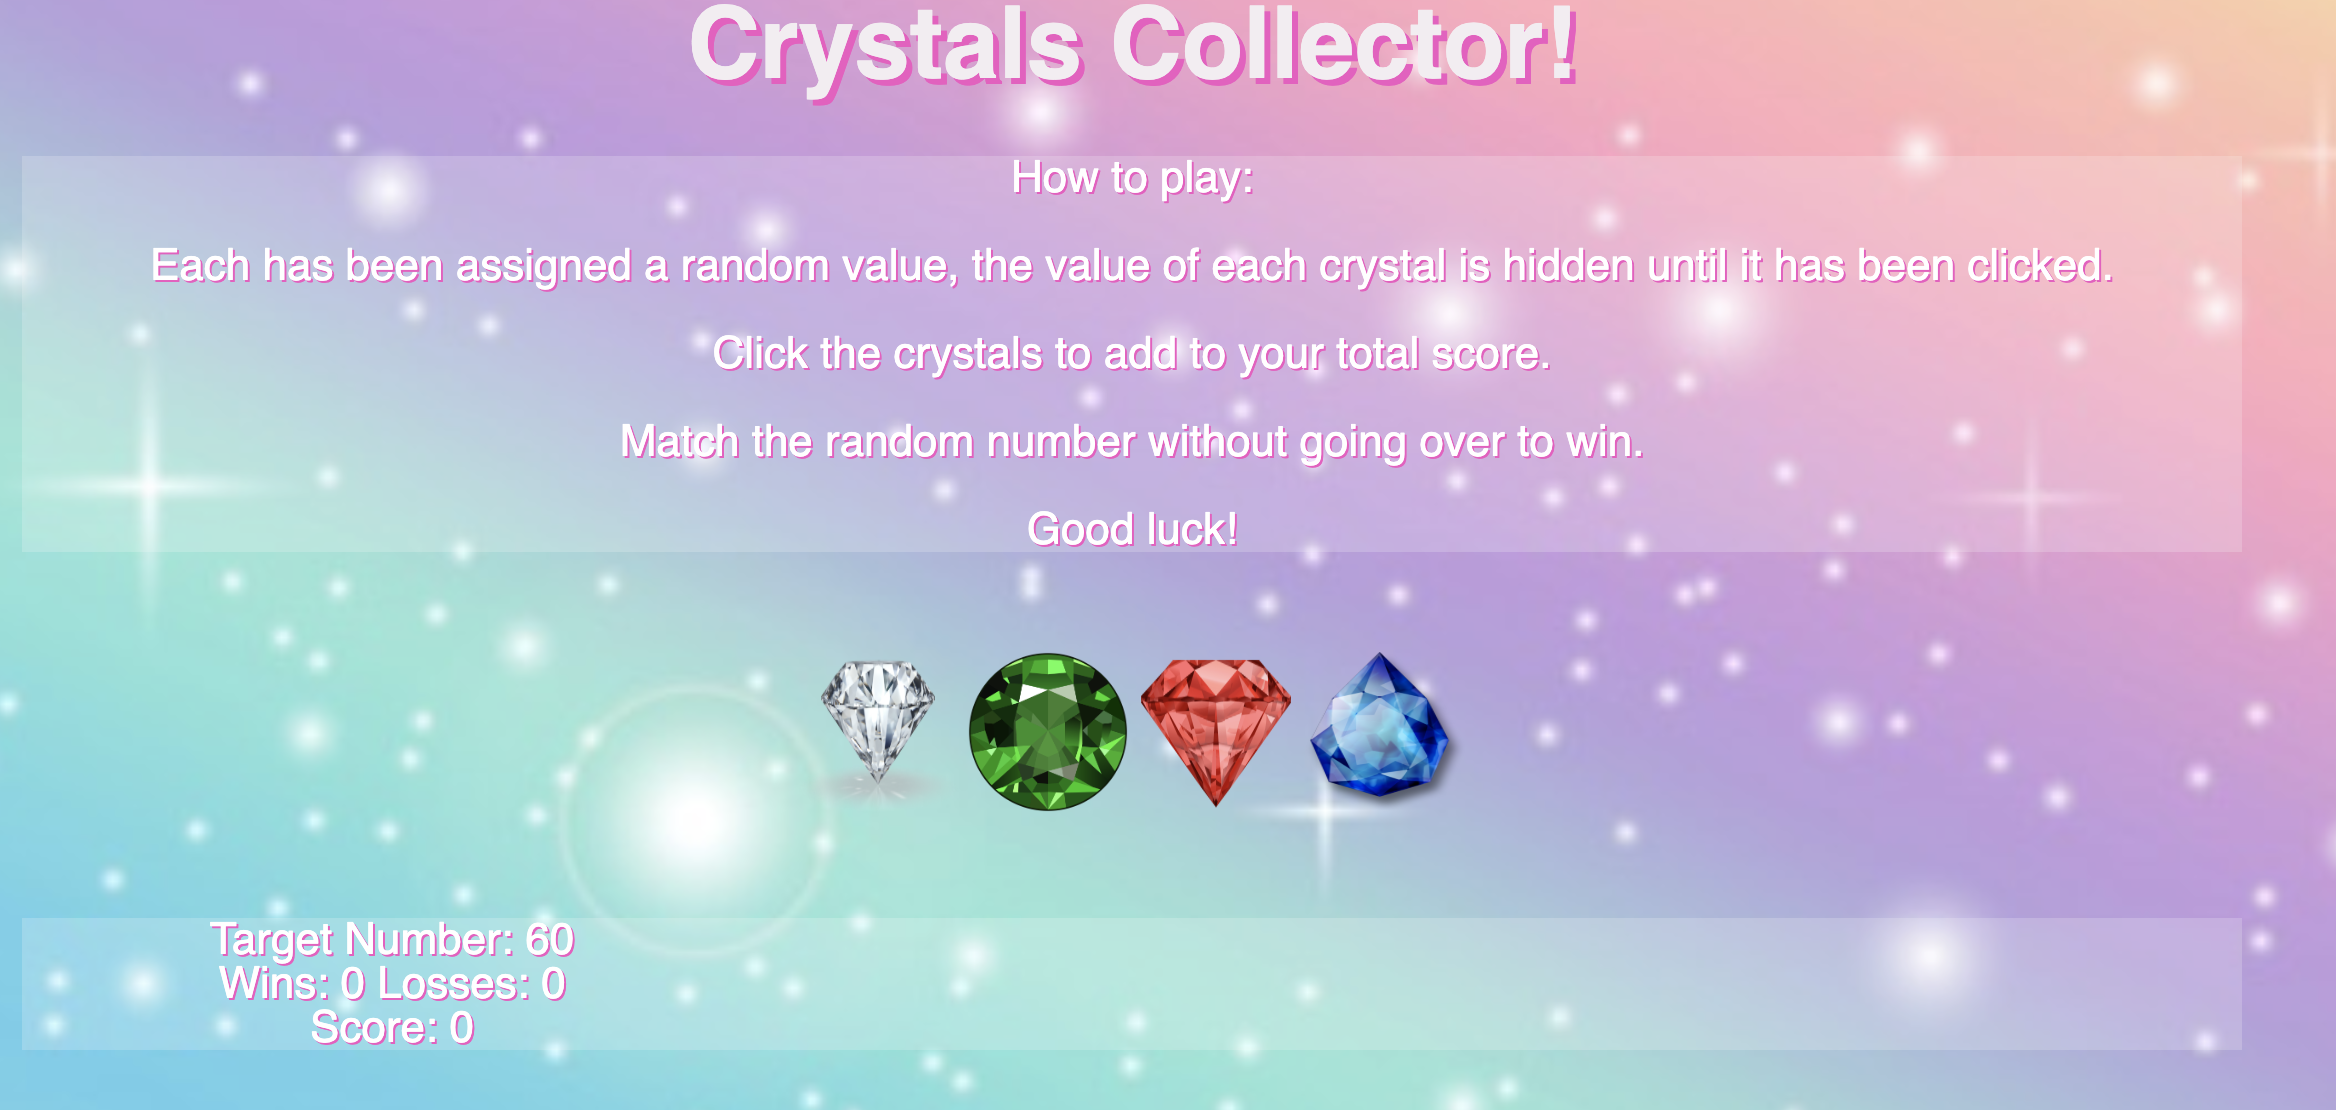 Crystals Collector!
How to play:
Each has been assigned a random value, the value of each crystal is hidden until it has been clicked.
Click the crystals to add to your total score.
Match the random number without going over to win.
Good luck!
Target Number: 60
Wins: 0 Losses: 0
Score: 0